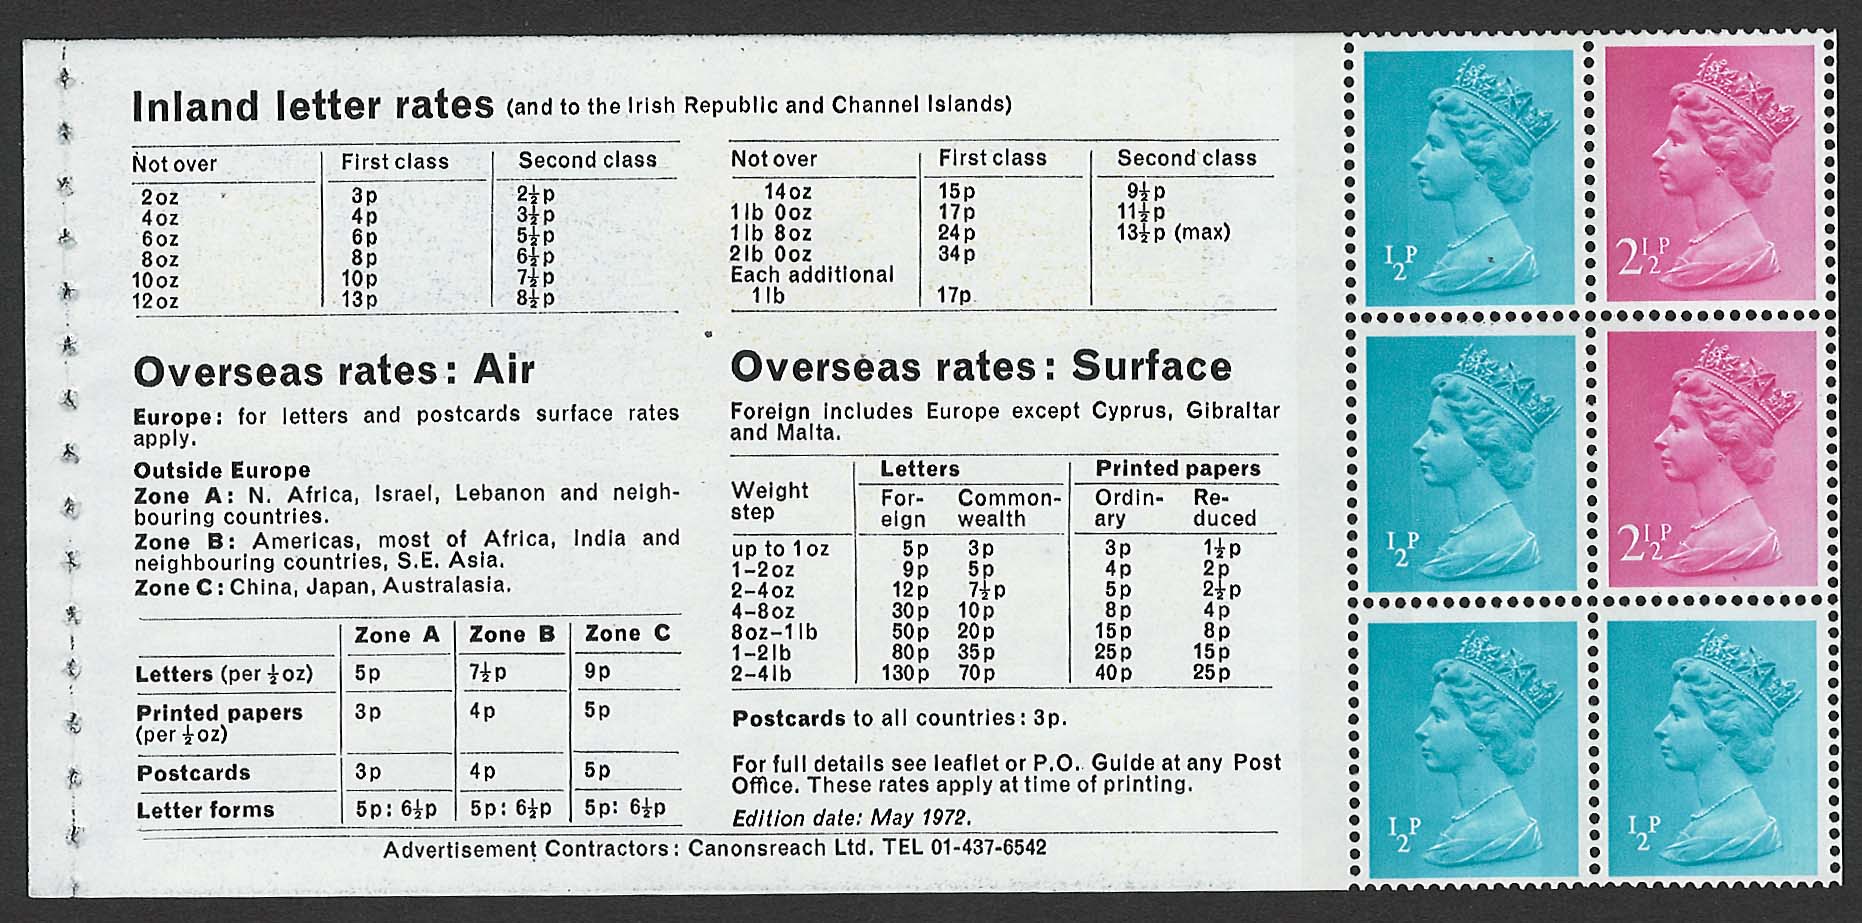 Inland letter rates (and to the Irish Republic and Channel Islands)
Not over First class Second class
2oz 3p 2½p
4oz 4p 3½p
6oz 6p 5½p
8oz 8p 6½p
10oz 10p 7½p
12oz 13p 8½p
Not over First class Second class
14oz 15p 9½p
1lb 0oz 17p 11½p
1lb 8oz 24p 13½p (max)
2lb 0oz 34p
Each additional
1lb 17p
Overseas rates: Air
Europe: for letters and postcards surface rates
apply.
Outside Europe
Zone A: N. Africa, Israel, Lebanon and neigh-
bouring countries.
Zone B: Americas, most of Africa, India and
neighbouring countries, S.E. Asia.
Zone C: China, Japan, Australasia.
Zone A Zone B Zone C
Letters (per ½oz) 5p 7½p 9p
Printed papers 3p 4p 5p
(per ½oz)
Postcards 3p 4p 5p
Letter forms 5p: 6½p 5p: 6½p 5p: 6½p
Overseas rates: Surface
Foreign includes Europe except Cyprus, Gibraltar
and Malta.
Letters Printed papers
Weight For- Common- Ordin- Re-
step eign wealth ary duced
up to 1oz 5p 3p 3p 1½p
1–2oz 9p 5p 4p 2p
2–4oz 12p 7½p 5p 2½p
4–8oz 30p 10p 8p 4p
8oz–1lb 50p 20p 15p 8p
1–2lb 80p 35p 25p 15p
2–4lb 130p 70p 40p 25p
Postcards to all countries: 3p.
For full details see leaflet or P.O. Guide at any Post
Office. These rates apply at time of printing.
Edition date: May 1972.
Advertisement Contractors: Canonsreach Ltd. TEL 01-437-6542
½P 2½P
½P 2½P
½P ½P